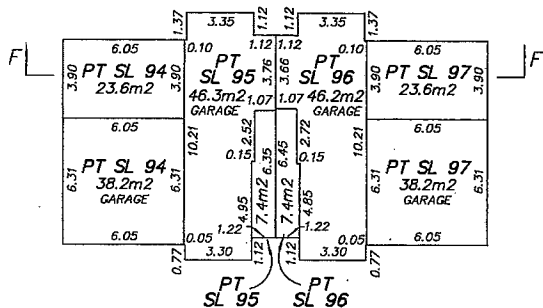 3.35
1.12
3.35
1.37
1.12
1.12
1.37
F
6.05
0.10
PT
SL 95
46.3m2
GARAGE
3.76
3.66
PT
SL 96
46.2m2
GARAGE
0.10
6.05
F
3.90
PT SL 94
23.6m2
3.90
3.90
PT SL 97
23.6m2
3.90
1.07
1.07
6.05
10.21
2.52
6.35
6.45
2.72
10.21
6.05
6.31
PT SL 94
38.2m2
GARAGE
6.31
0.15
0.15
6.31
PT SL 97
38.2m2
GARAGE
6.31
4.95
7.4m2
7.4m2
4.85
6.05
0.05
1.22
1.22
0.05
6.05
0.77
3.30
1.12
1.12
3.30
0.77
PT
SL 95
PT
SL 96